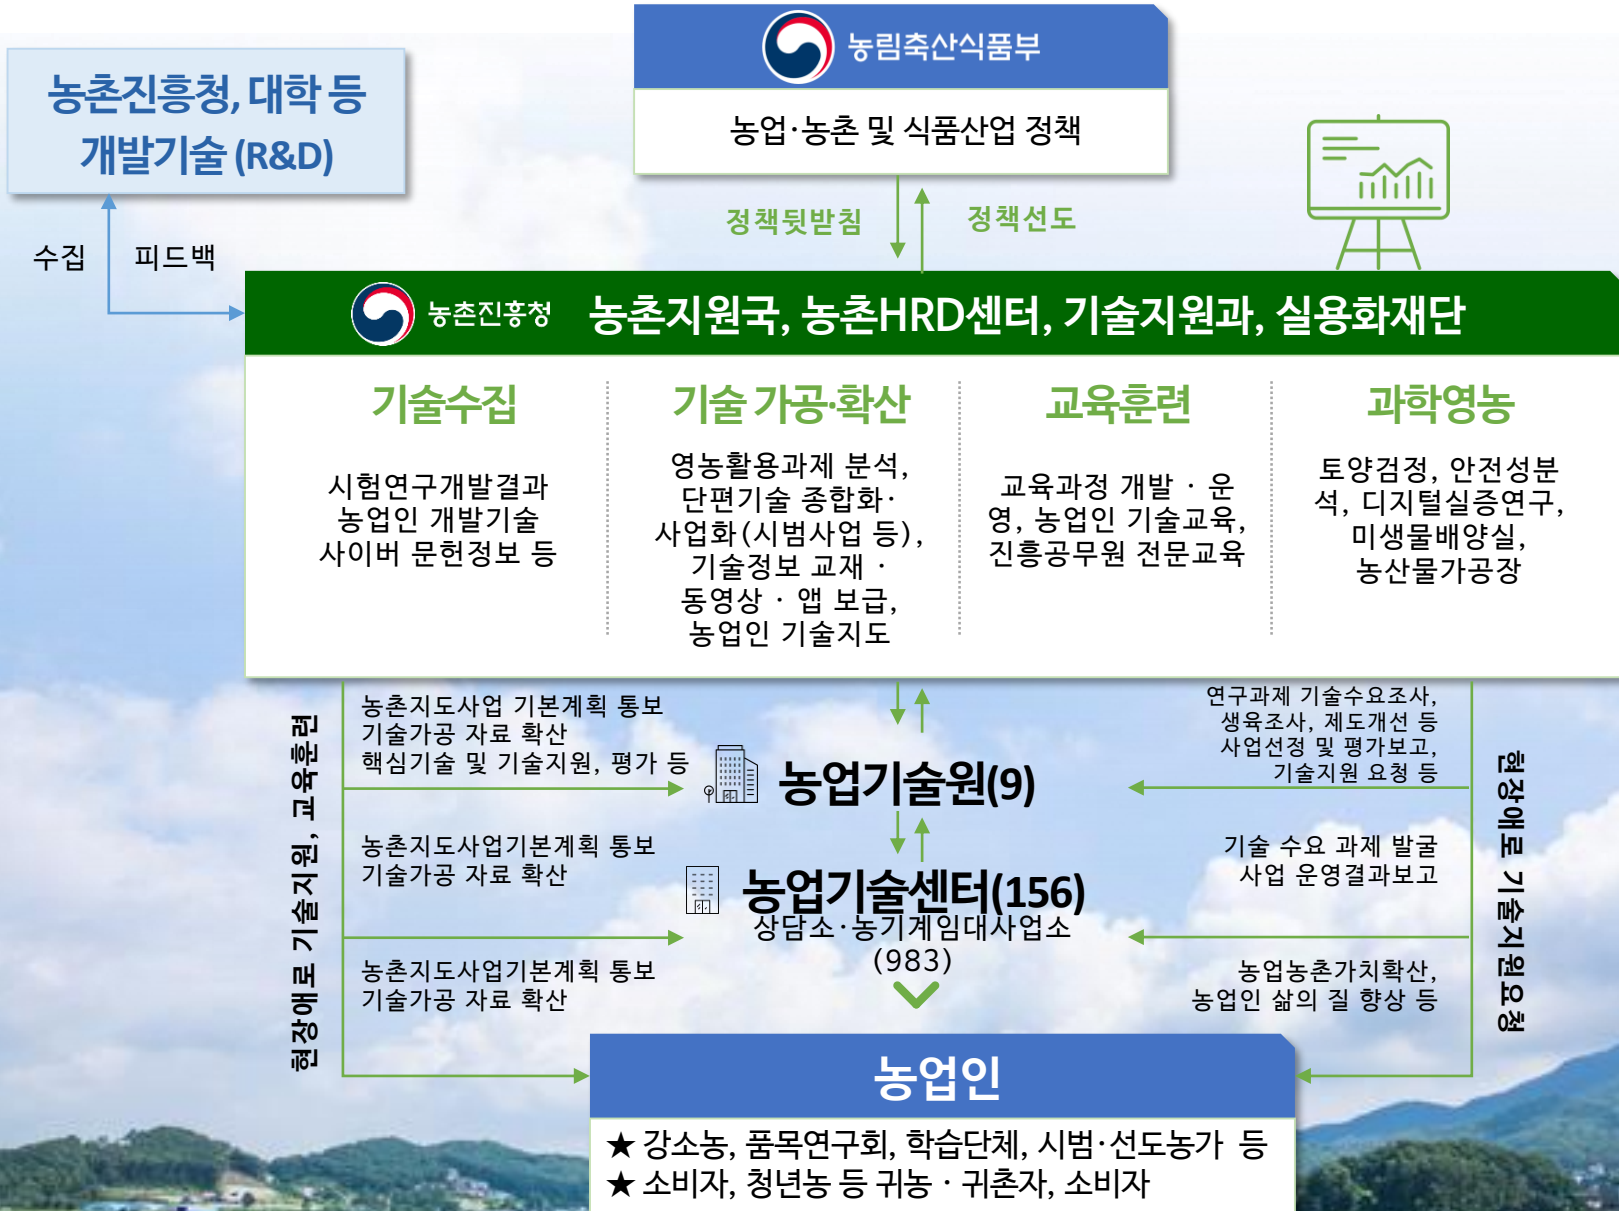 농림축산식품부
농업·농촌 및 식품산업 정책
농촌진흥청, 대학 등
개발기술 (R&D)
정책뒷받침
정책선도
수집
피드백
농촌진흥청 농촌지원국, 농촌HRD센터, 기술지원과, 실용화재단
기술수집
시험연구개발결과
농업인 개발기술
사이버 문헌정보 등
기술 가공·확산
영농활용과제 분석,
단편기술 종합화·
사업화(시범사업 등),
기술정보 교재 ·
동영상 · 앱 보급,
농업인 기술지도
교육훈련
교육과정 개발 · 운
영, 농업인 기술교육,
진흥공무원 전문교육
과학영농
토양검정, 안전성분
석, 디지털실증연구,
미생물배양실,
농산물가공장
현장애로 기술지원, 교육훈련
농촌지도사업 기본계획 통보
기술가공 자료 확산
핵심기술 및 기술지원, 평가 등
농촌지도사업기본계획 통보
기술가공 자료 확산
농촌지도사업기본계획 통보
기술가공 자료 확산
농업기술원(9)
농업기술센터(156)
상담소·농기계임대사업소
(983)
연구과제 기술수요조사,
생육조사, 제도개선 등
사업선정 및 평가보고,
기술지원 요청 등
기술 수요 과제 발굴
사업 운영결과보고
농업농촌가치확산,
농업인 삶의 질 향상 등
현장애로 기술지원요청
농업인
★ 강소농, 품목연구회, 학습단체, 시범·선도농가 등
★ 소비자, 청년농 등 귀농 · 귀촌자, 소비자